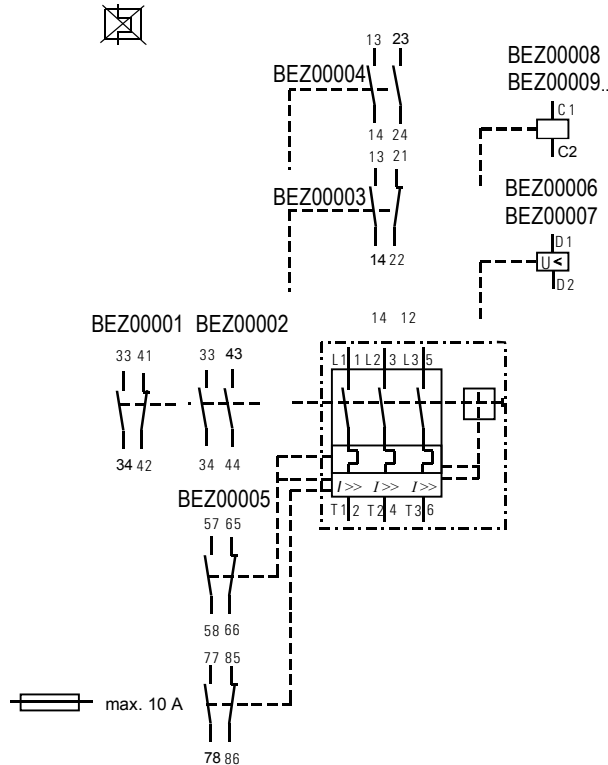 13 23
BEZ00004
14 24
BEZ00008
BEZ00009..
C1
C2
13 21
BEZ00003
14 22
BEZ00006
BEZ00007
D1
U<
D2
14 12
BEZ00001 BEZ00002
33 41 33 43
34 42 34 44
L1 1 L2 3 L3 5
I>> I>> I>>
T1 2 T2 4 T3 6
BEZ00005
57 65
58 66
77 85
max. 10 A
78 86